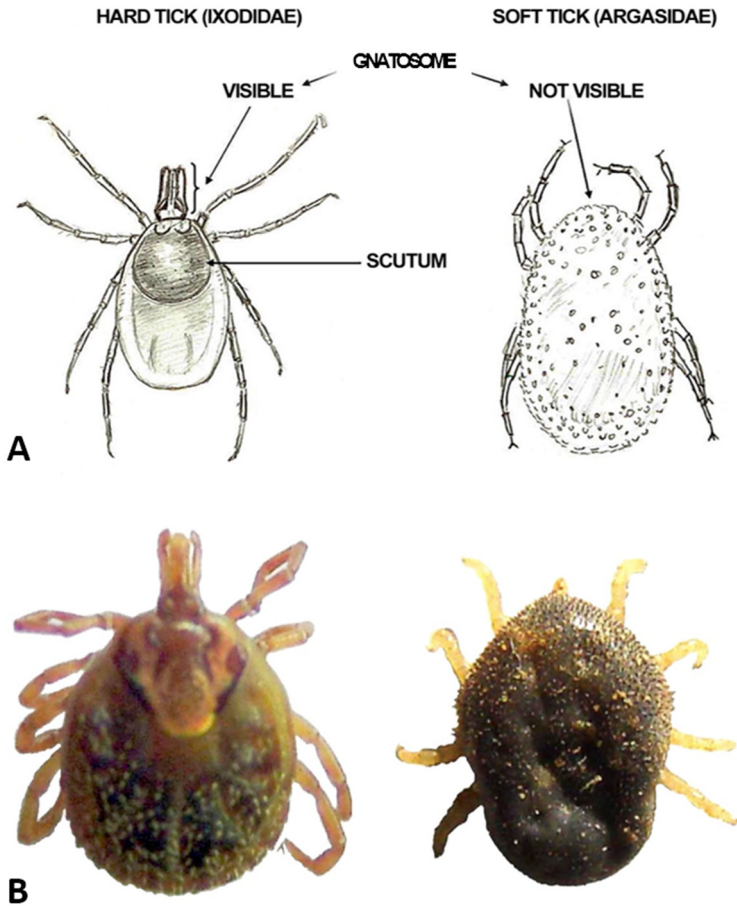 HARD TICK (IXODIDAE)
SOFT TICK (ARGASIDAE)
GNATOSOME
VISIBLE
NOT VISIBLE
SCUTUM
A
B